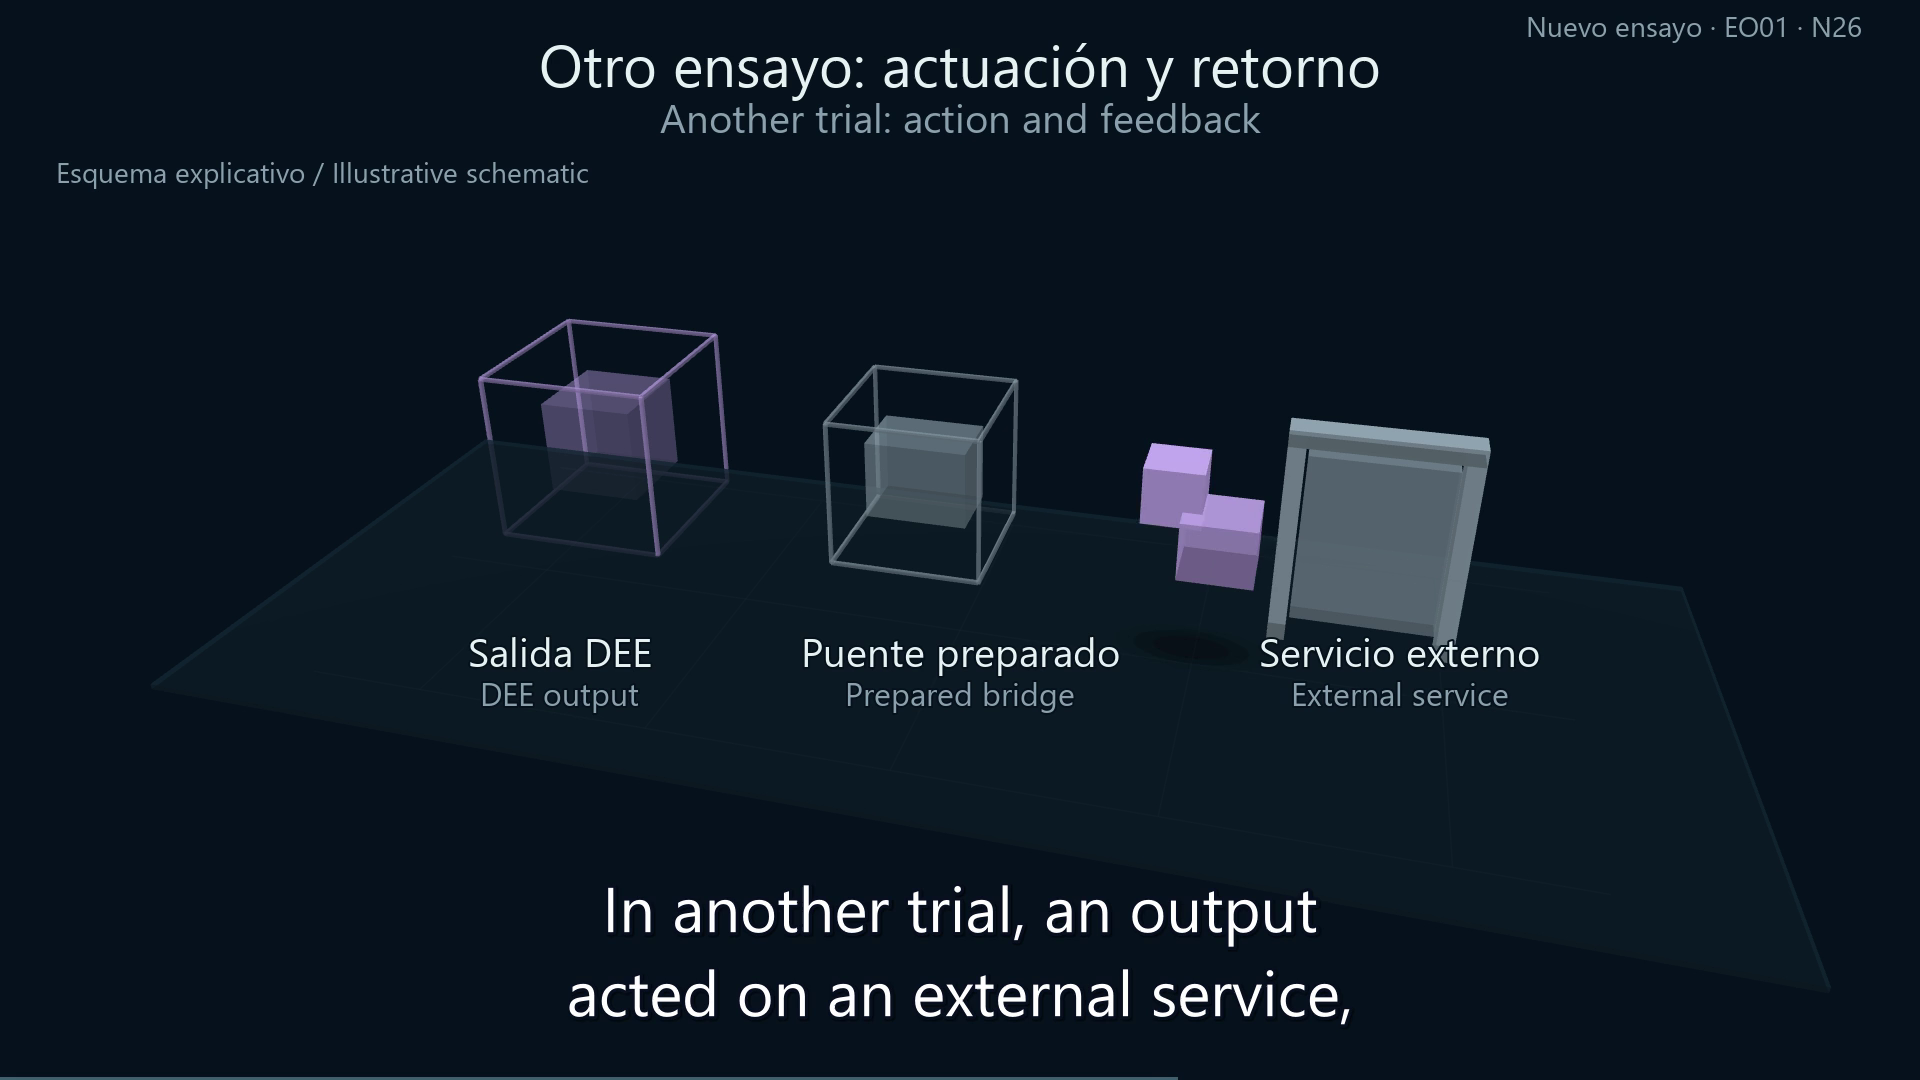 Nuevo ensayo · EO01 · N26
Otro ensayo: actuación y retorno
Another trial: action and feedback
Esquema explicativo / Illustrative schematic
Salida DEE
DEE output
Puente preparado
Prepared bridge
Servicio externo
External service
In another trial, an output
acted on an external service,